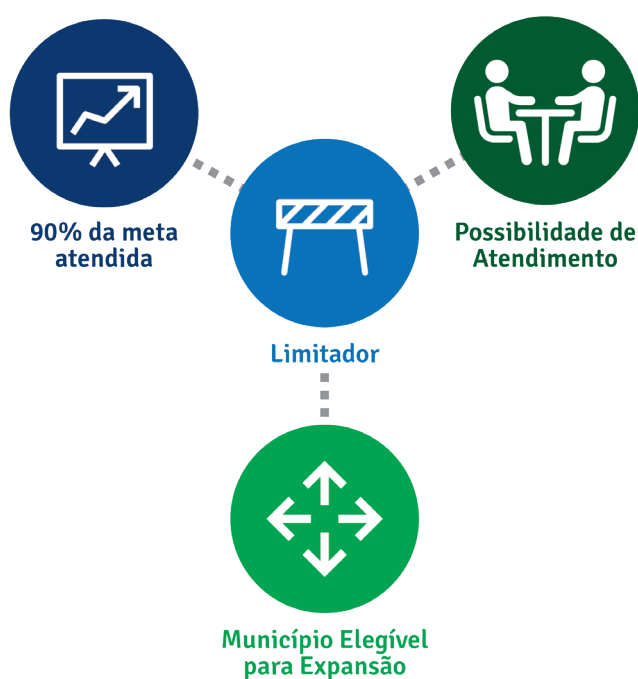 90% da meta
atendida
Possibilidade de
Atendimento
Limitador
Município Elegível
para Expansão